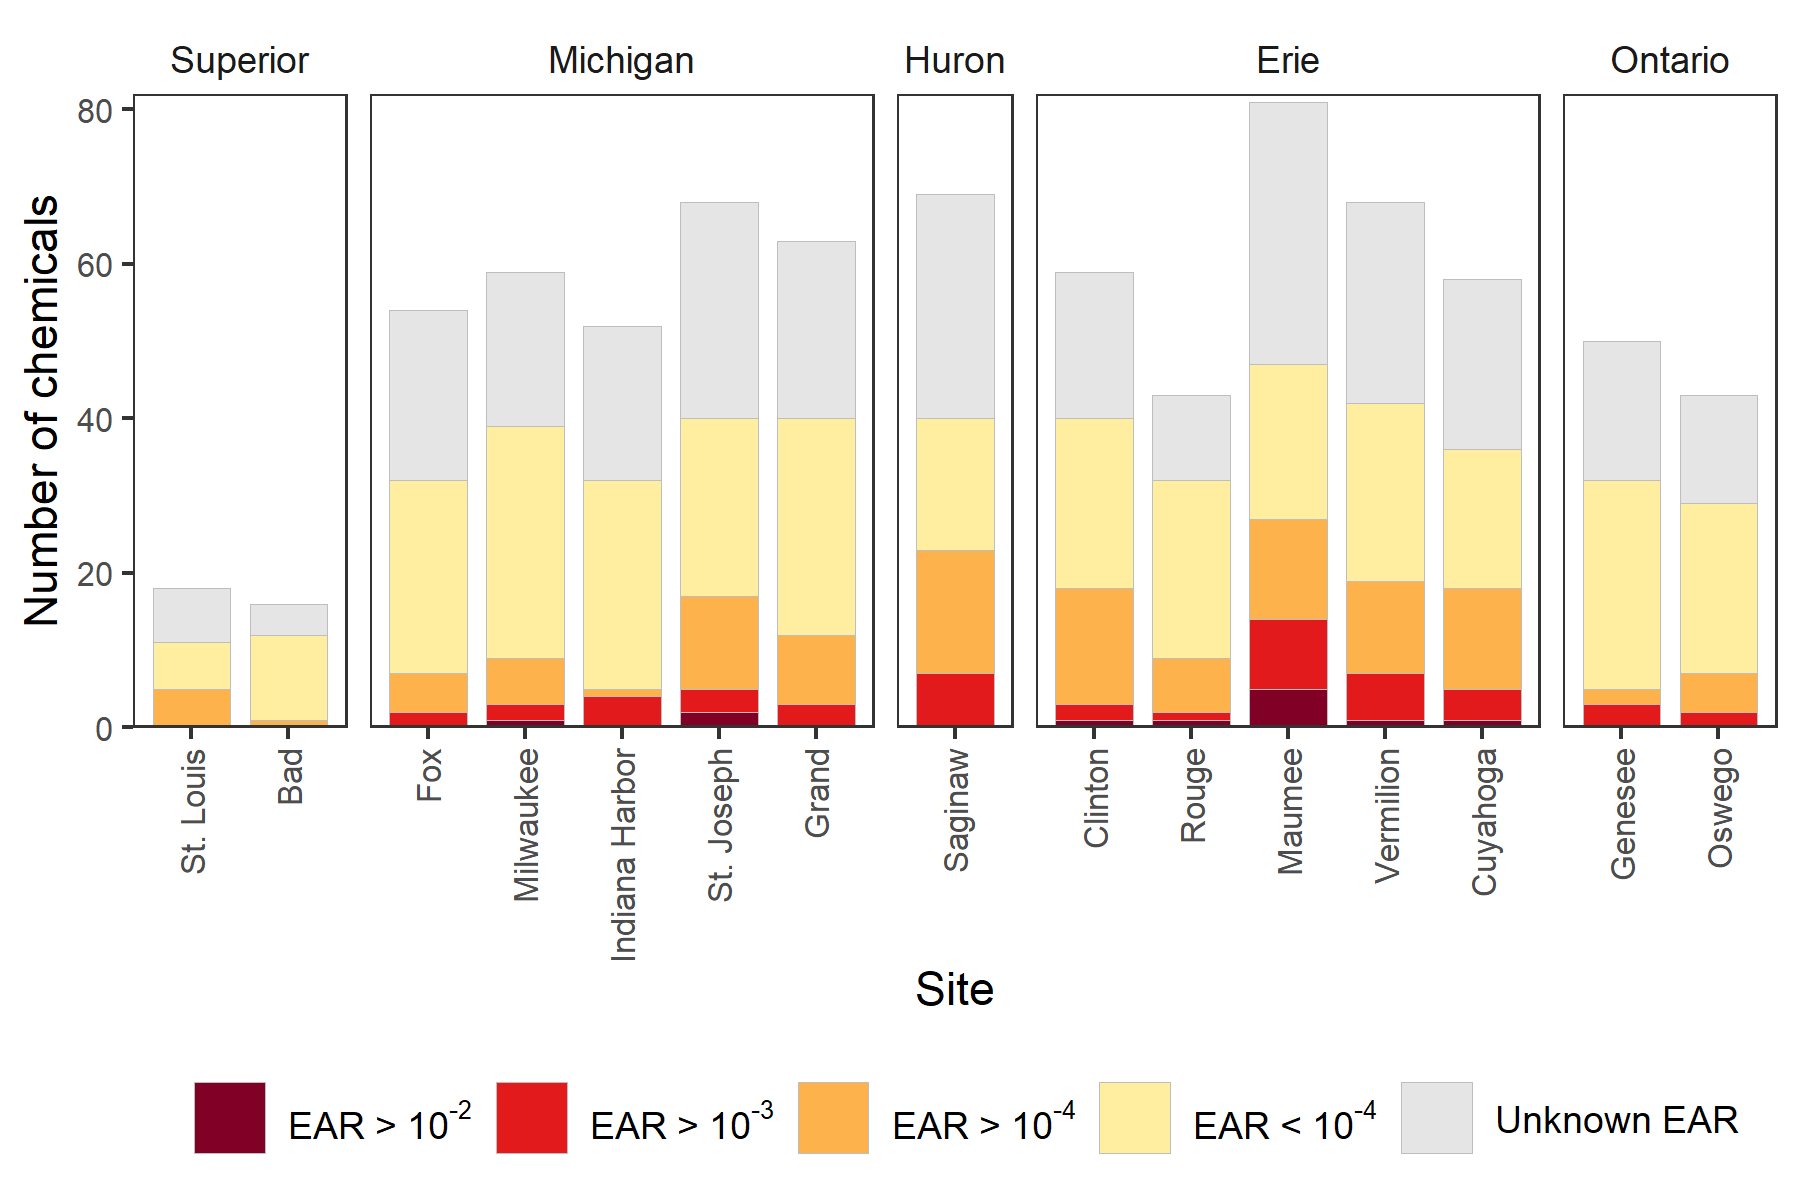 Superior Michigan Huron Erie Ontario
Number of chemicals
80
60
40
20
0
St. Louis
Bad
Fox
Milwaukee
Indiana Harbor
St. Joseph
Grand
Saginaw
Clinton
Rouge
Maumee
Vermilion
Cuyahoga
Genesee
Oswego
Site
EAR > 10⁻² EAR > 10⁻³ EAR > 10⁻⁴ EAR < 10⁻⁴ Unknown EAR